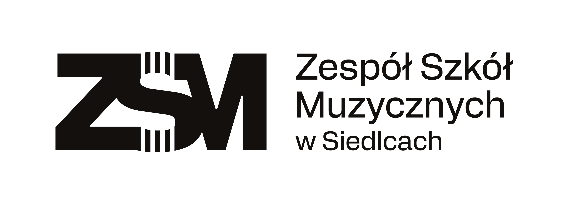 ZSM
Zespół Szkół
Muzycznych
w Siedlcach